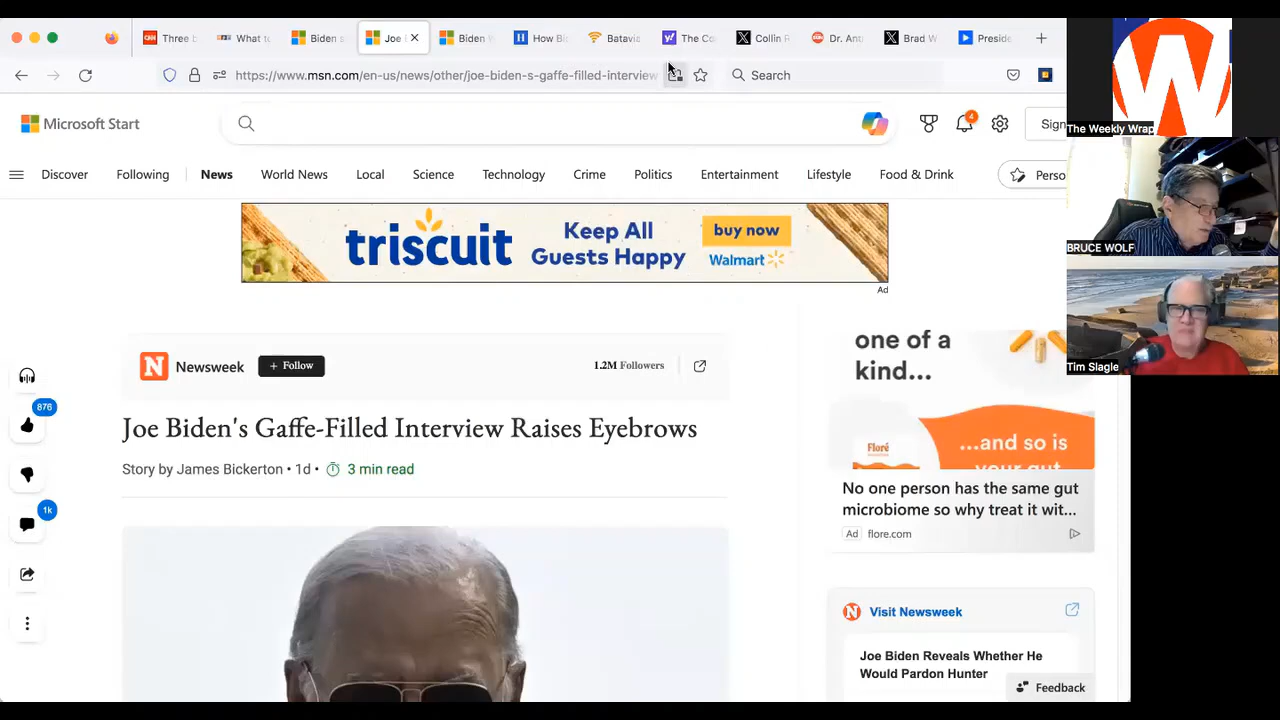 Three b
What to
Biden s
Joe
Biden
How Bi
Batavia
The Co
Collin R
Dr. Ant
Brad W
Preside
https://www.msn.com/en-us/news/other/joe-biden-s-gaffe-filled-interview
Search
Microsoft Start
4
Sign
Discover
Following
News
World News
Local
Science
Technology
Crime
Politics
Entertainment
Lifestyle
Food & Drink
Perso
triscuit
Keep All
Guests Happy
buy now
Walmart
Ad
N
Newsweek
+ Follow
1.2M Followers
Joe Biden's Gaffe-Filled Interview Raises Eyebrows
Story by James Bickerton • 1d •
3 min read
876
1k
one of a
kind...
Floré
...and so is
your gut
No one person has the same gut
microbiome so why treat it wit...
Ad
flore.com
N
Visit Newsweek
Joe Biden Reveals Whether He
Would Pardon Hunter
Feedback
W
The Weekly Wrap
BRUCE WOLF
Tim Slagle